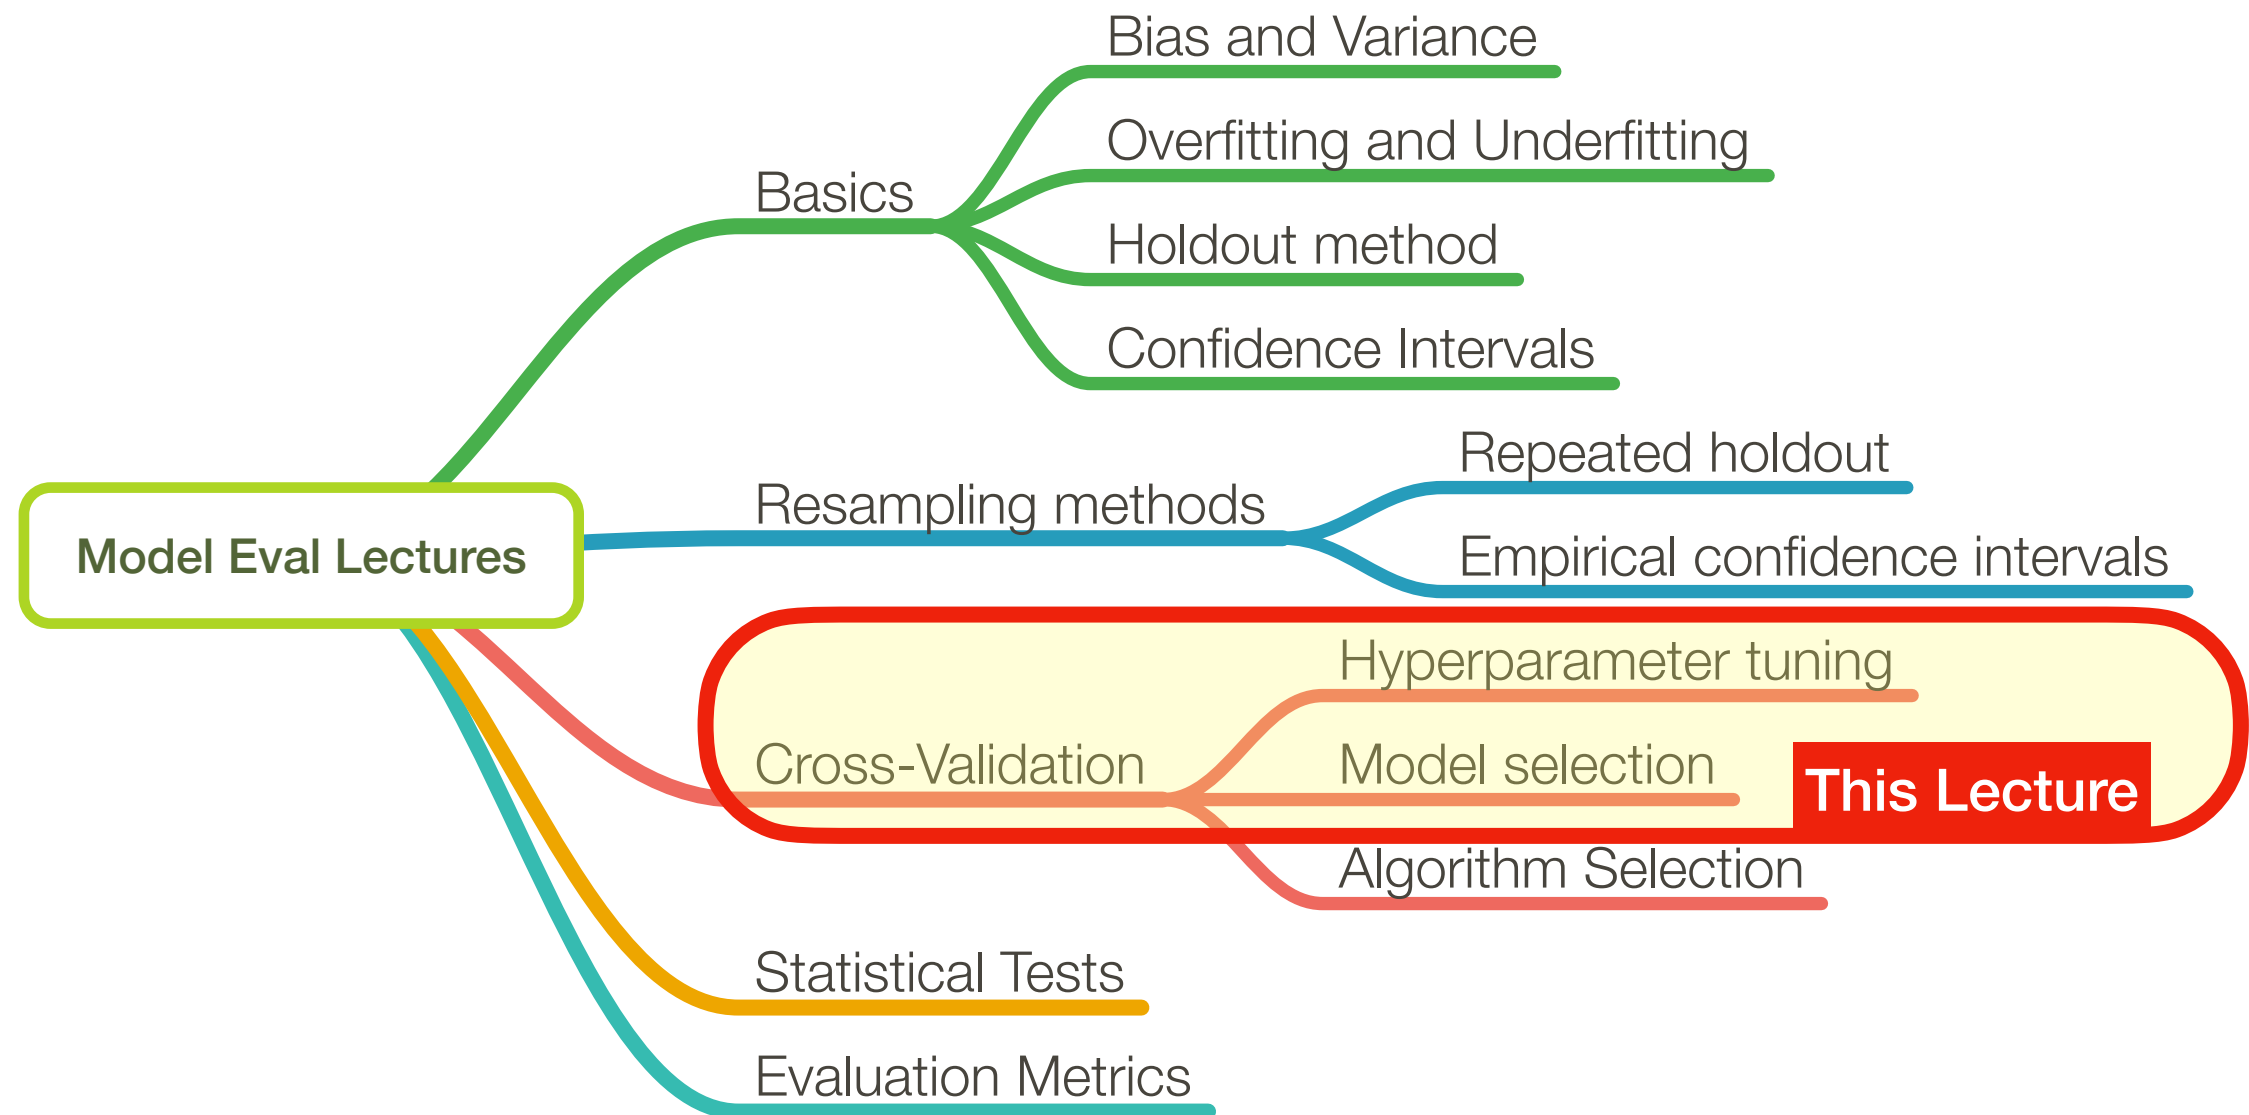 Bias and Variance
Overfitting and Underfitting
Basics
Holdout method
Confidence Intervals
Repeated holdout
Resampling methods
Empirical confidence intervals
Model Eval Lectures
Hyperparameter tuning
Cross-Validation
Model selection
This Lecture
Algorithm Selection
Statistical Tests
Evaluation Metrics